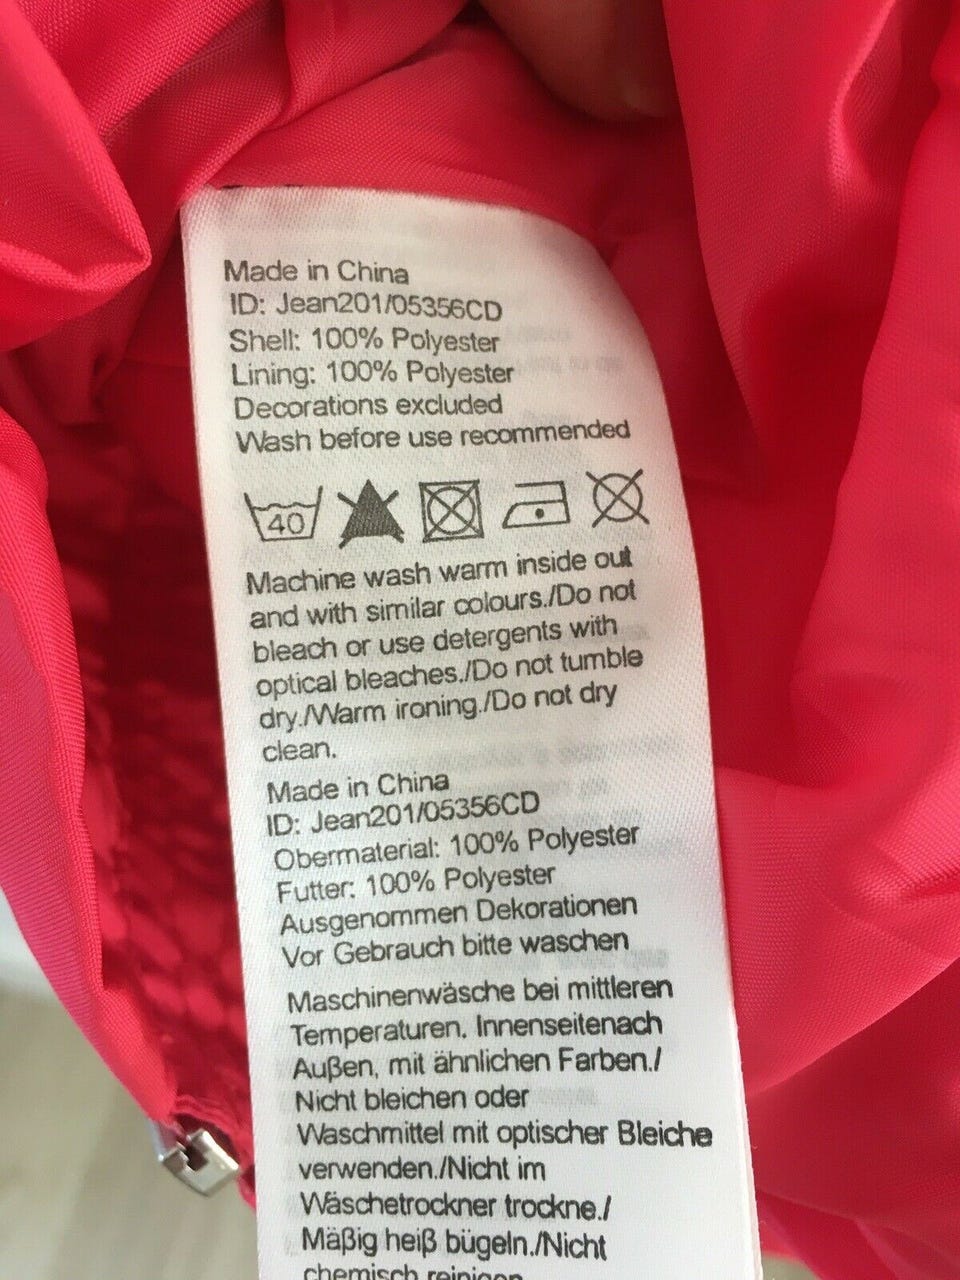 Made in China
ID: Jean201/05356CD
Shell: 100% Polyester
Lining: 100% Polyester
Decorations excluded
Wash before use recommended
40
Machine wash warm inside out
and with similar colours./Do not
bleach or use detergents with
optical bleaches./Do not tumble
dry./Warm ironing./Do not dry
clean.
Made in China
ID: Jean201/05356CD
Obermaterial: 100% Polyester
Futter: 100% Polyester
Ausgenommen Dekorationen
Vor Gebrauch bitte waschen
Maschinenwäsche bei mittleren
Temperaturen. Innenseitenach
Außen, mit ähnlichen Farben./
Nicht bleichen oder
Waschmittel mit optischer Bleiche
verwenden./Nicht im
Wäschetrockner trockne./
Mäßig heiß bügeln./Nicht
chemisch reinigen